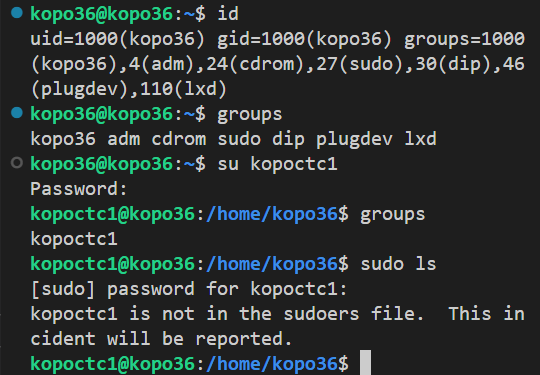 kopo36@kopo36:~$ id
uid=1000(kopo36) gid=1000(kopo36) groups=1000
(kopo36),4(adm),24(cdrom),27(sudo),30(dip),46
(plugdev),110(lxd)
kopo36@kopo36:~$ groups
kopo36 adm cdrom sudo dip plugdev lxd
kopo36@kopo36:~$ su kopoctc1
Password:
kopoctc1@kopo36:/home/kopo36$ groups
kopoctc1
kopoctc1@kopo36:/home/kopo36$ sudo ls
[sudo] password for kopoctc1:
kopoctc1 is not in the sudoers file.  This in
cident will be reported.
kopoctc1@kopo36:/home/kopo36$